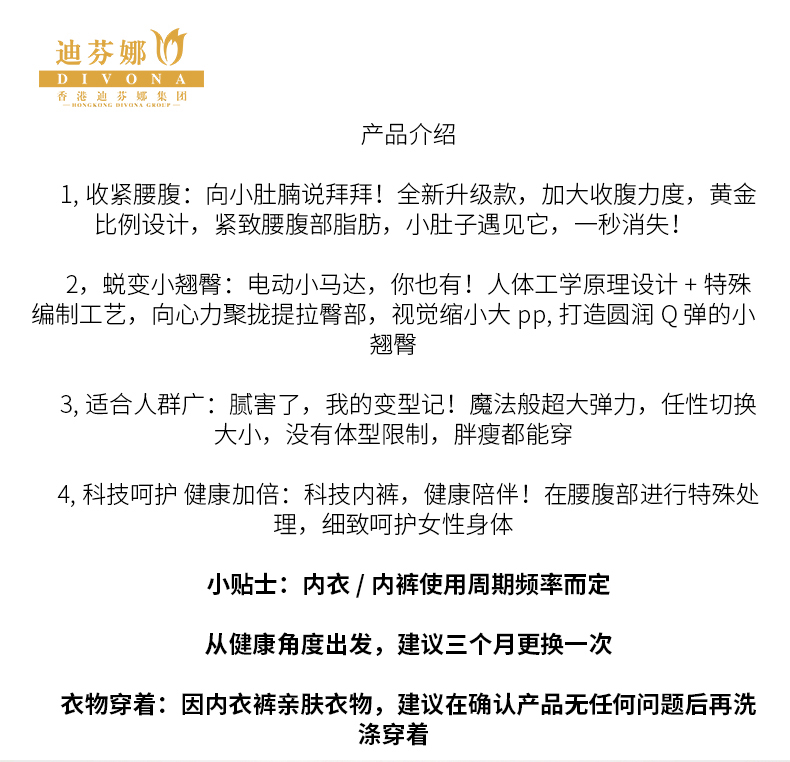 迪芬娜
DIVONA
香港迪芬娜集团
HONGKONG DIVONA GROUP
产品介绍
1, 收紧腰腹：向小肚腩说拜拜！全新升级款，加大收腹力度，黄金
比例设计，紧致腰腹部脂肪，小肚子遇见它，一秒消失！
2，蜕变小翘臀：电动小马达，你也有！人体工学原理设计 + 特殊
编制工艺，向心力聚拢提拉臀部，视觉缩小大 pp, 打造圆润 Q 弹的小
翘臀
3, 适合人群广：腻害了，我的变型记！魔法般超大弹力，任性切换
大小，没有体型限制，胖瘦都能穿
4, 科技呵护 健康加倍：科技内裤，健康陪伴！在腰腹部进行特殊处
理，细致呵护女性身体
小贴士：内衣 / 内裤使用周期频率而定
从健康角度出发，建议三个月更换一次
衣物穿着：因内衣裤亲肤衣物，建议在确认产品无任何问题后再洗
涤穿着